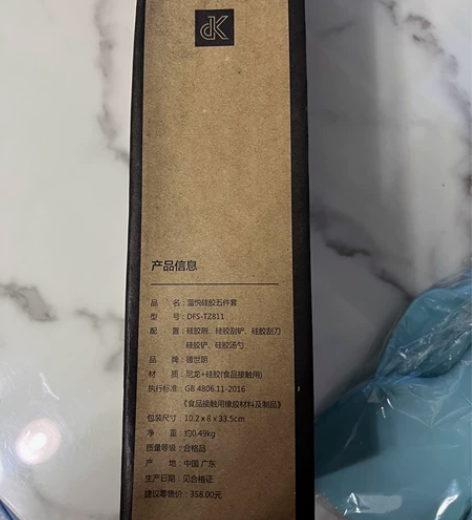 dK
产品信息
品 名:温悦硅胶五件套
型 号:DFS-TZ811
配 置:硅胶刷、硅胶刮铲、硅胶刮刀
硅胶铲、硅胶汤勺
品 牌:德世朗
材 质:尼龙+硅胶(食品接触用)
执行标准:GB 4806.11-2016
《食品接触用橡胶材料及制品》
包装尺寸:10.2 x 8 x 33.5cm
净 重:约0.49kg
质量等级:合格品
产 地:中国 广东
生产日期:见合格证
建议零售价:358.00元